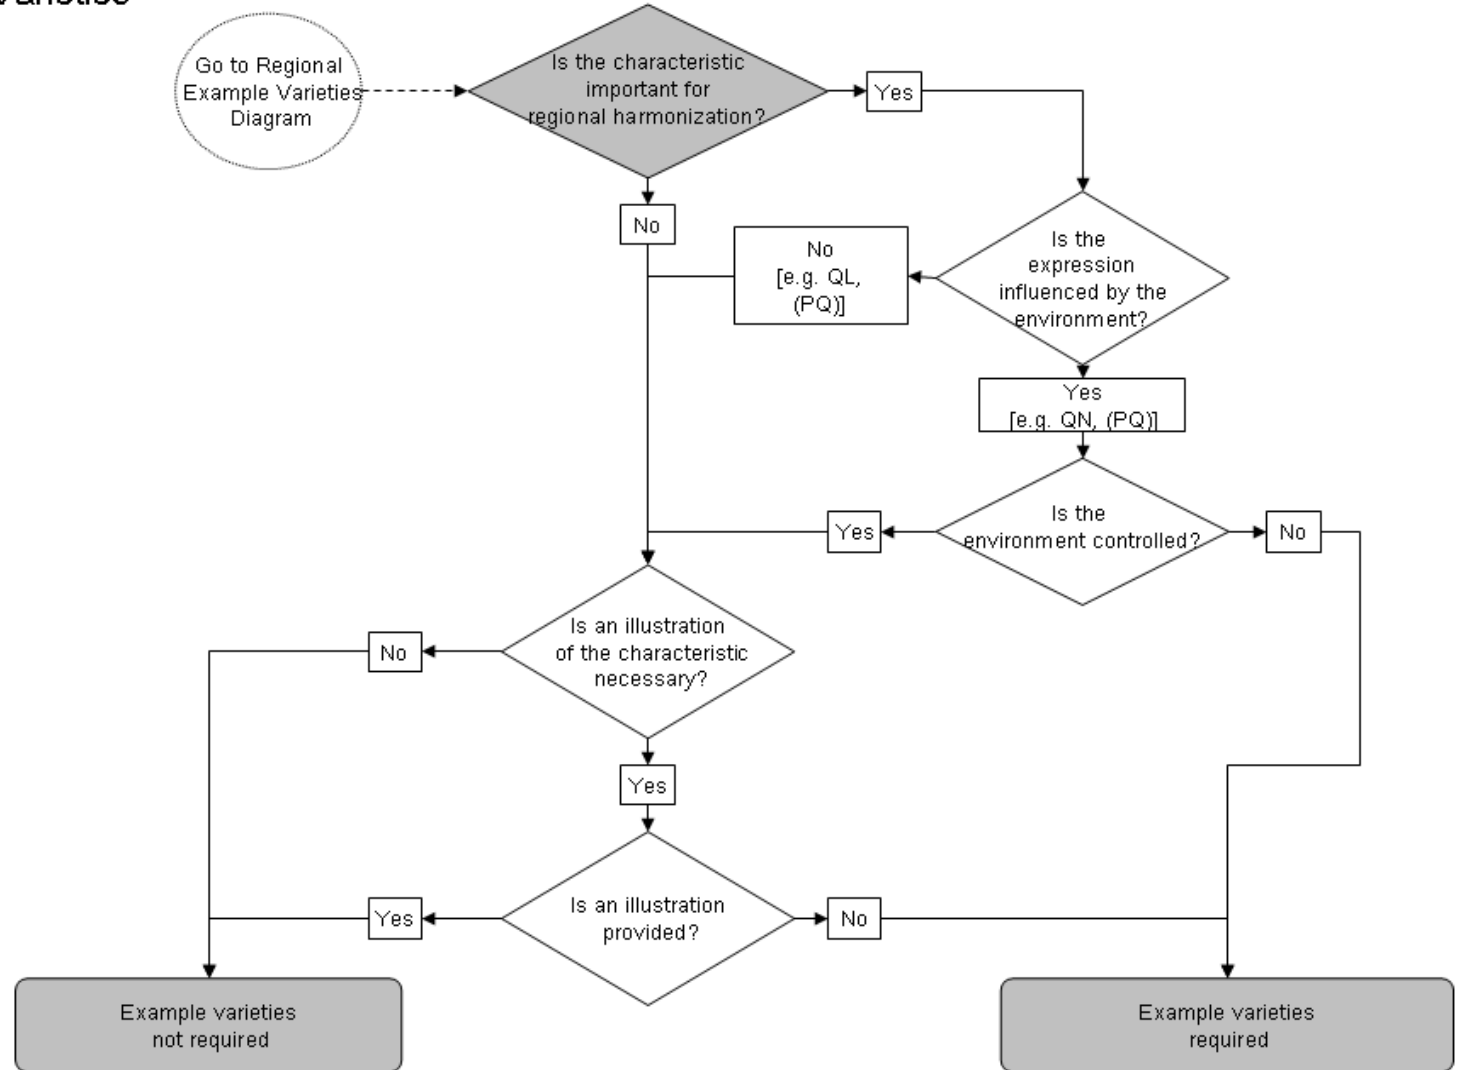 Go to Regional
Example Varieties
Diagram
Is the characteristic
important for
regional harmonization?
Yes
No
No
[e.g. QL,
(PQ)]
Is the
expression
influenced by the
environment?
Yes
[e.g. QN, (PQ)]
Yes
Is the
environment controlled?
No
No
Is an illustration
of the characteristic
necessary?
Yes
Yes
Is an illustration
provided?
No
Example varieties
not required
Example varieties
required